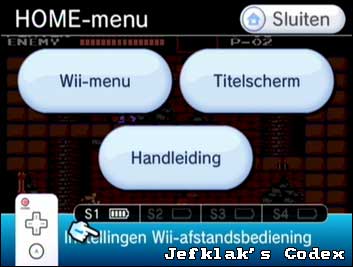 HOME-menu
Sluiten
ENEMY P-02
Wii-menu
Titelscherm
Handleiding
S1 S2 S3 S4
Instellingen Wii-afstandsbediening
Jefklak's Codex